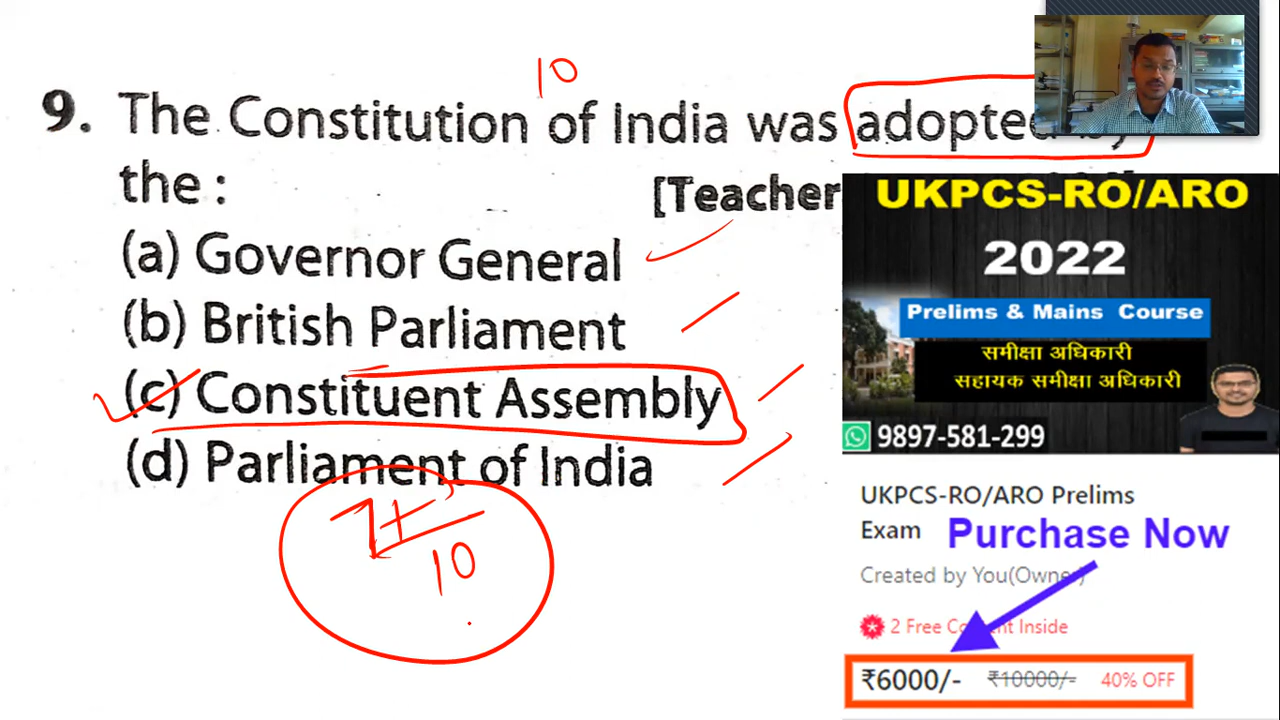 10
9. The Constitution of India was adopted by
the : [Teacher
(a) Governor General
(b) British Parliament
(c) Constituent Assembly
(d) Parliament of India
7+
10
UKPCS-RO/ARO
2022
Prelims & Mains Course
समीक्षा अधिकारी
सहायक समीक्षा अधिकारी
9897-581-299
UKPCS-RO/ARO Prelims
Exam Purchase Now
Created by You(Owner)
2 Free Content Inside
₹6000/- ₹10000/- 40% OFF